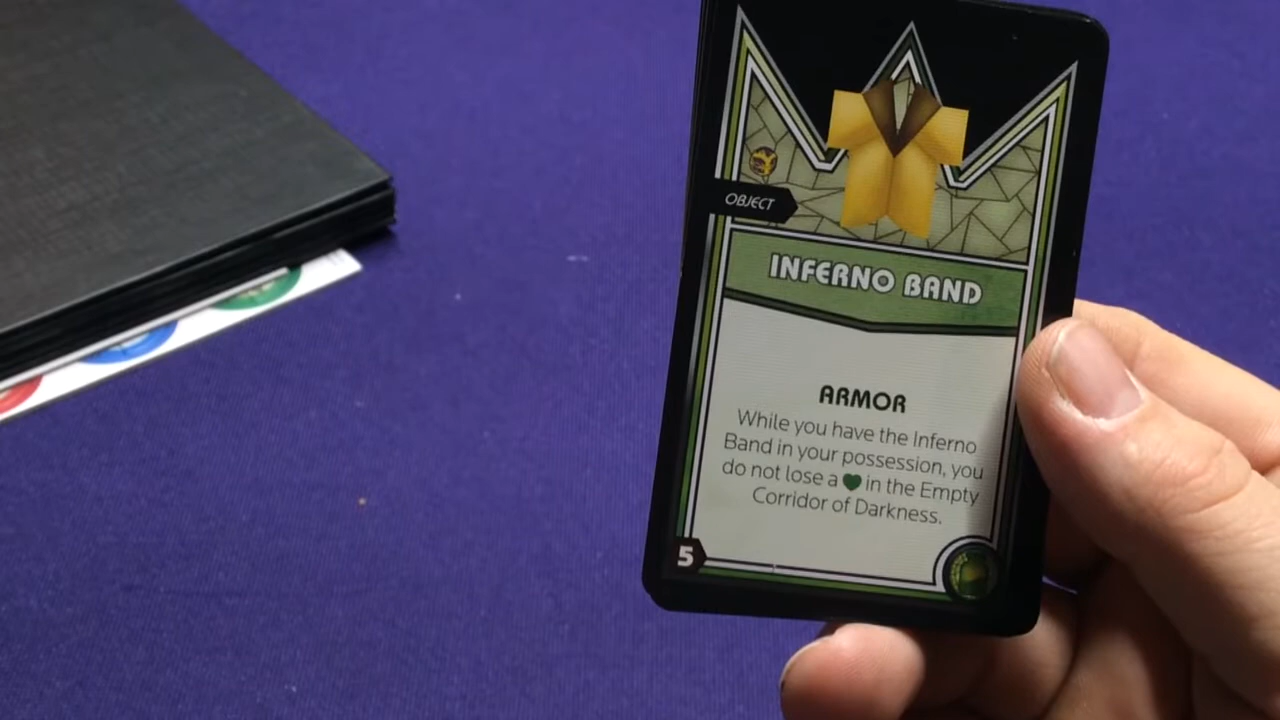 OBJECT
INFERNO BAND
ARMOR
While you have the Inferno
Band in your possession, you
do not lose a in the Empty
Corridor of Darkness.
5